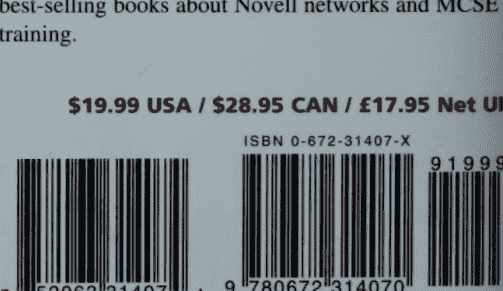 best-selling books about Novell networks and MCSE
training.
$19.99 USA / $28.95 CAN / £17.95 Net
ISBN 0-672-31407-X
91999
9 780672 314070